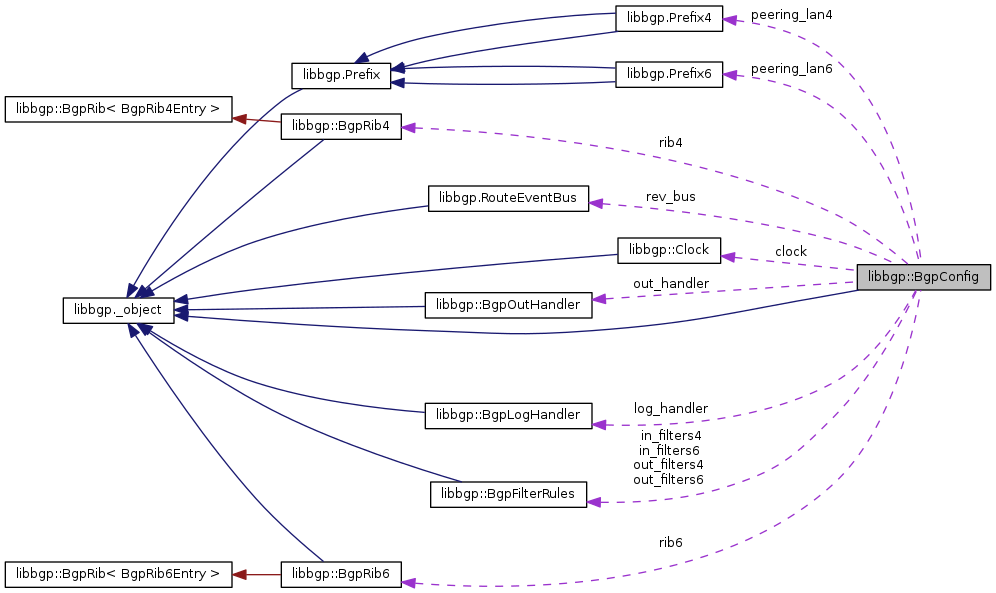 libbgp.Prefix4
peering_lan4
libbgp.Prefix
libbgp.Prefix6
peering_lan6
libbgp::BgpRib< BgpRib4Entry >
libbgp::BgpRib4
rib4
libbgp.RouteEventBus
rev_bus
libbgp::Clock
clock
libbgp::BgpConfig
libbgp._object
libbgp::BgpOutHandler
out_handler
libbgp::BgpLogHandler
log_handler
in_filters4
in_filters6
out_filters4
out_filters6
libbgp::BgpFilterRules
rib6
libbgp::BgpRib< BgpRib6Entry >
libbgp::BgpRib6